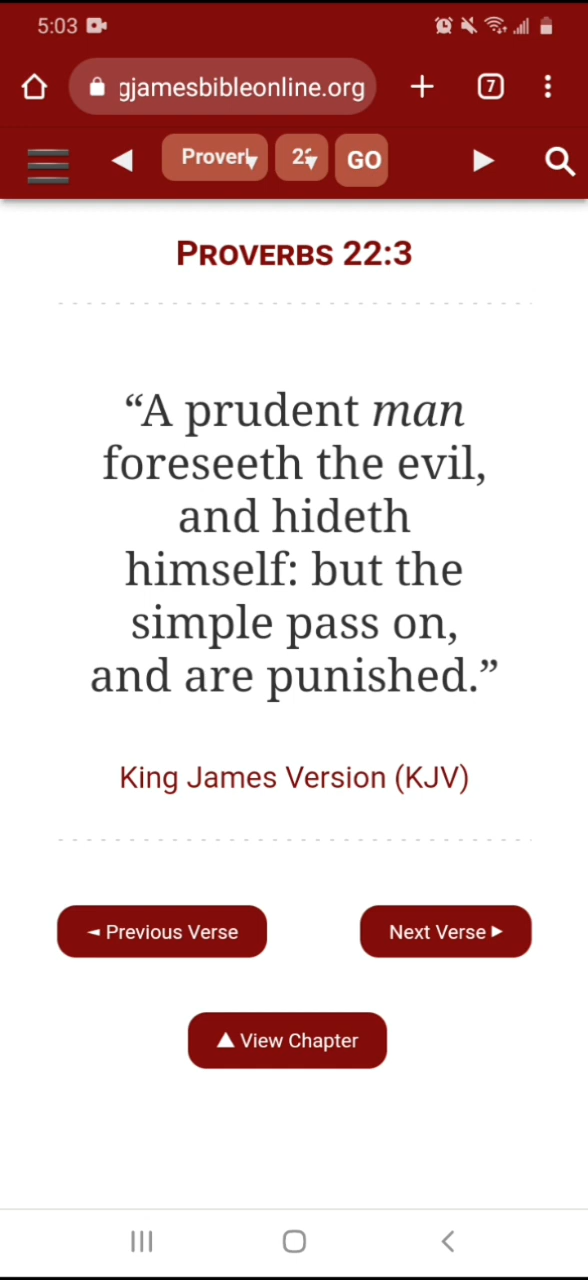 5:03
gjamesbibleonline.org
7
Prover
GO
PROVERBS 22:3
“A prudent man
foreseeth the evil,
and hideth
himself: but the
simple pass on,
and are punished.”
King James Version (KJV)
◄ Previous Verse
Next Verse ►
▲ View Chapter